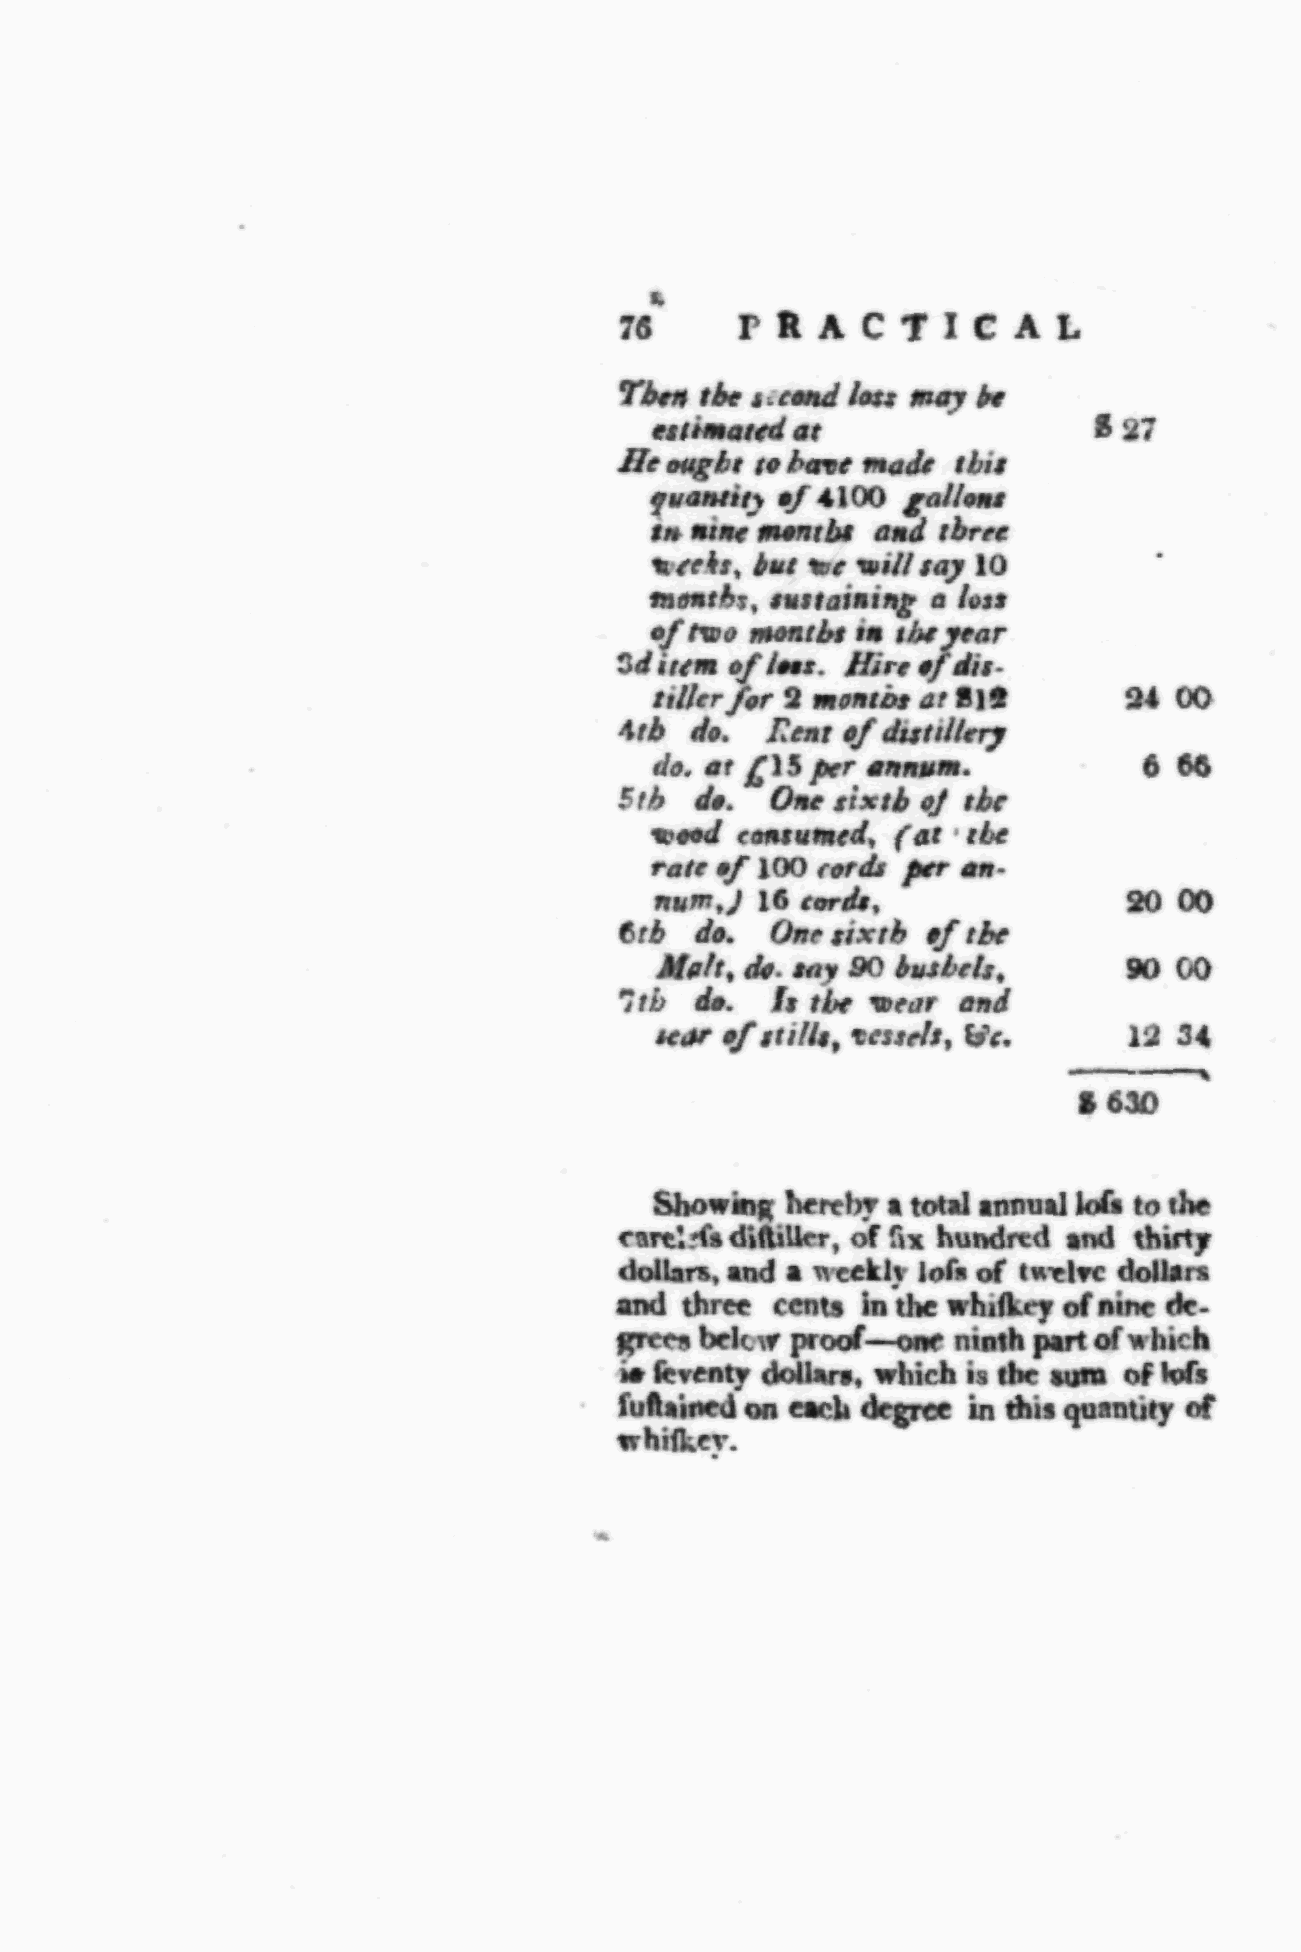 76 PRACTICAL
Then the second loss may be
estimated at $ 27
He ought to have made this
quantity of 4100 gallons
in nine months and three
weeks, but we will say 10
months, sustaining a loss
of two months in the year
3d item of loss. Hire of dis-
tiller for 2 months at $12 24 00
4th do. Rent of distillery
do. at £15 per annum. 6 66
5th do. One sixth of the
wood consumed, (at the
rate of 100 cords per an-
num,) 16 cords, 20 00
6th do. One sixth of the
Malt, do. say 90 bushels, 90 00
7th do. Is the wear and
tear of stills, vessels, &c. 12 34
$ 630
Showing hereby a total annual loſs to the
careleſs diſtiller, of ſix hundred and thirty
dollars, and a weekly loſs of twelve dollars
and three cents in the whiſkey of nine de-
grees below proof—one ninth part of which
is ſeventy dollars, which is the sum of loſs
ſuſtained on each degree in this quantity of
whiſkey.